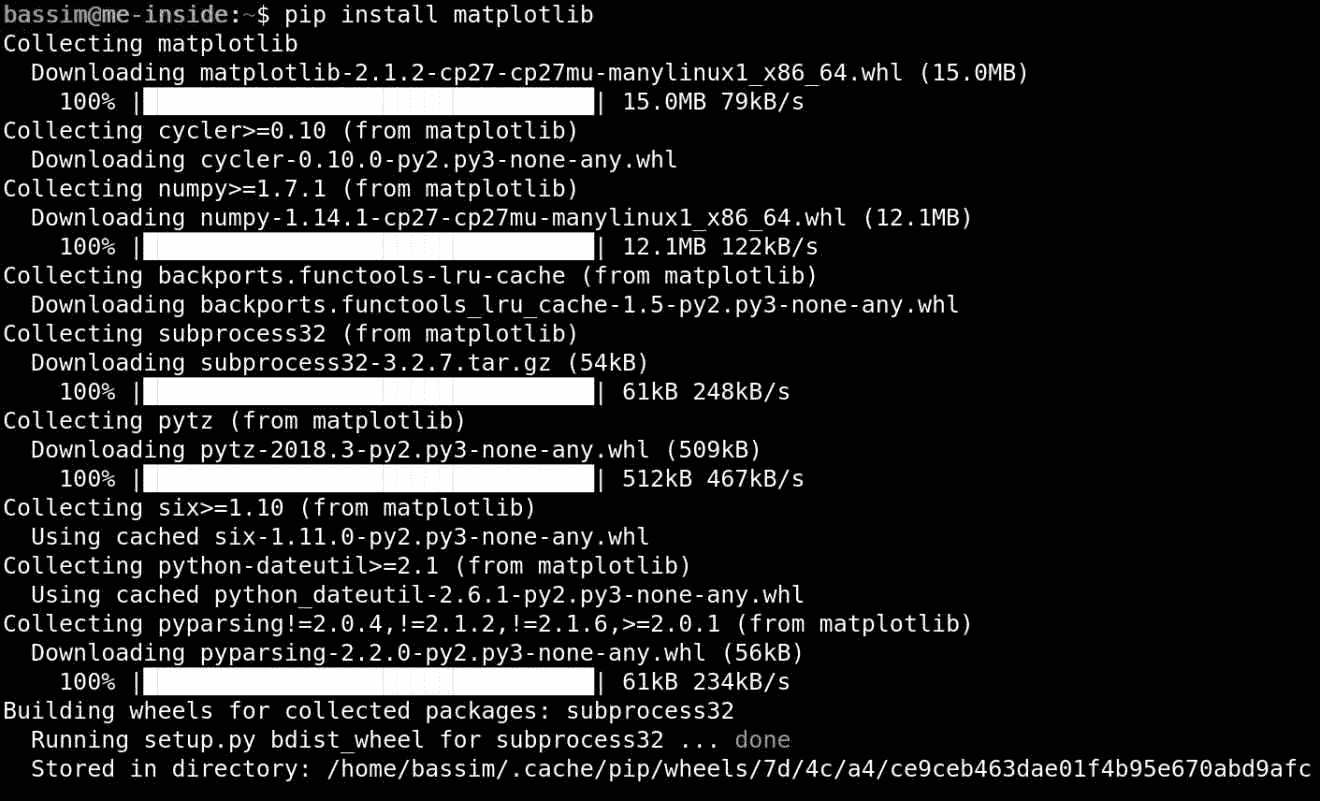 bassim@me-inside:~$ pip install matplotlib
Collecting matplotlib
Downloading matplotlib-2.1.2-cp27-cp27mu-manylinux1_x86_64.whl (15.0MB)
100% || 15.0MB 79kB/s
Collecting cycler>=0.10 (from matplotlib)
Downloading cycler-0.10.0-py2.py3-none-any.whl
Collecting numpy>=1.7.1 (from matplotlib)
Downloading numpy-1.14.1-cp27-cp27mu-manylinux1_x86_64.whl (12.1MB)
100% || 12.1MB 122kB/s
Collecting backports.functools-lru-cache (from matplotlib)
Downloading backports.functools_lru_cache-1.5-py2.py3-none-any.whl
Collecting subprocess32 (from matplotlib)
Downloading subprocess32-3.2.7.tar.gz (54kB)
100% || 61kB 248kB/s
Collecting pytz (from matplotlib)
Downloading pytz-2018.3-py2.py3-none-any.whl (509kB)
100% || 512kB 467kB/s
Collecting six>=1.10 (from matplotlib)
Using cached six-1.11.0-py2.py3-none-any.whl
Collecting python-dateutil>=2.1 (from matplotlib)
Using cached python_dateutil-2.6.1-py2.py3-none-any.whl
Collecting pyparsing!=2.0.4,!=2.1.2,!=2.1.6,>=2.0.1 (from matplotlib)
Downloading pyparsing-2.2.0-py2.py3-none-any.whl (56kB)
100% || 61kB 234kB/s
Building wheels for collected packages: subprocess32
Running setup.py bdist_wheel for subprocess32 ... done
Stored in directory: /home/bassim/.cache/pip/wheels/7d/4c/a4/ce9ceb463dae01f4b95e670abd9afc